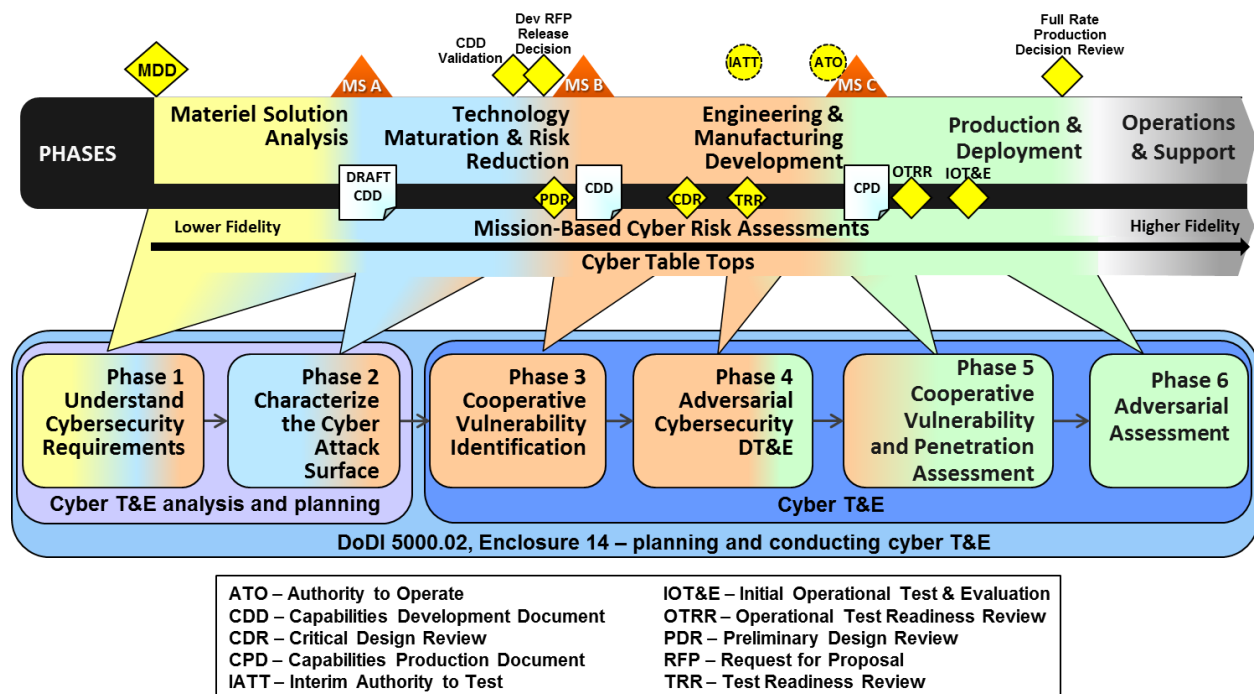 Dev RFP
Release
Decision
CDD
Validation
Full Rate
Production
Decision Review
MDD
MS A
MS B
IATT
ATO
MS C
PHASES
Materiel Solution
Analysis
Technology
Maturation & Risk
Reduction
Engineering &
Manufacturing
Development
Production &
Deployment
Operations
& Support
DRAFT
CDD
PDR
CDD
CDR
TRR
CPD
OTRR
IOT&E
Lower Fidelity
Mission-Based Cyber Risk Assessments
Higher Fidelity
Cyber Table Tops
Phase 1
Understand
Cybersecurity
Requirements
Phase 2
Characterize
the Cyber
Attack
Surface
Phase 3
Cooperative
Vulnerability
Identification
Phase 4
Adversarial
Cybersecurity
DT&E
Phase 5
Cooperative
Vulnerability
and Penetration
Assessment
Phase 6
Adversarial
Assessment
Cyber T&E analysis and planning
Cyber T&E
DoDI 5000.02, Enclosure 14 – planning and conducting cyber T&E
ATO – Authority to Operate
CDD – Capabilities Development Document
CDR – Critical Design Review
CPD – Capabilities Production Document
IATT – Interim Authority to Test
IOT&E – Initial Operational Test & Evaluation
OTRR – Operational Test Readiness Review
PDR – Preliminary Design Review
RFP – Request for Proposal
TRR – Test Readiness Review